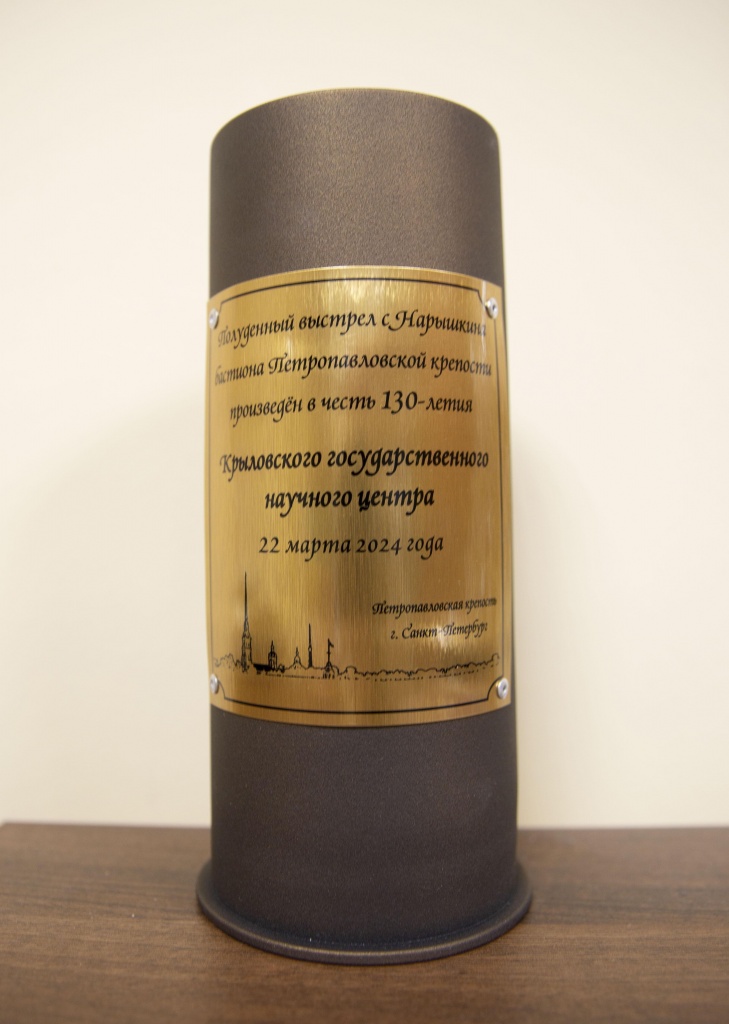 Полуденный выстрел с Нарышкина
бастиона Петропавловской крепости
произведён в честь 130-летия
Крыловского государственного
научного центра
22 марта 2024 года
Петропавловская крепость
г. Санкт-Петербург